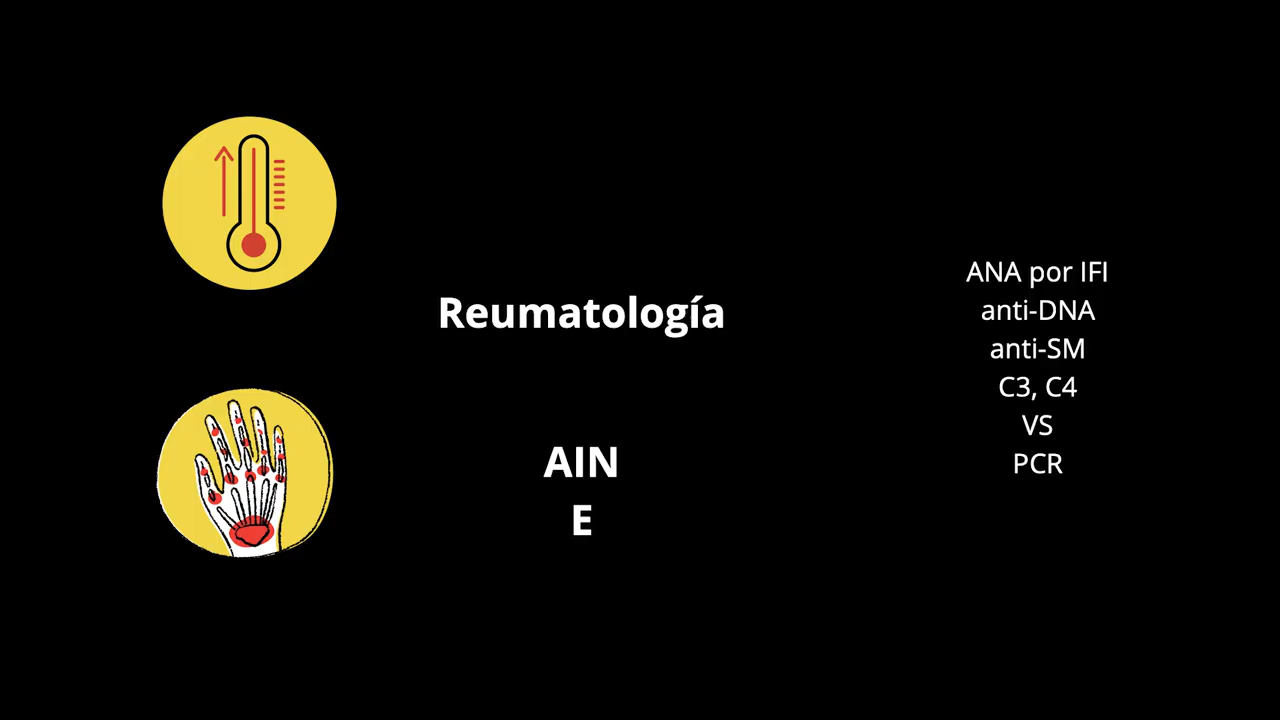 Reumatología
AIN
E
ANA por IFI
anti-DNA
anti-SM
C3, C4
VS
PCR